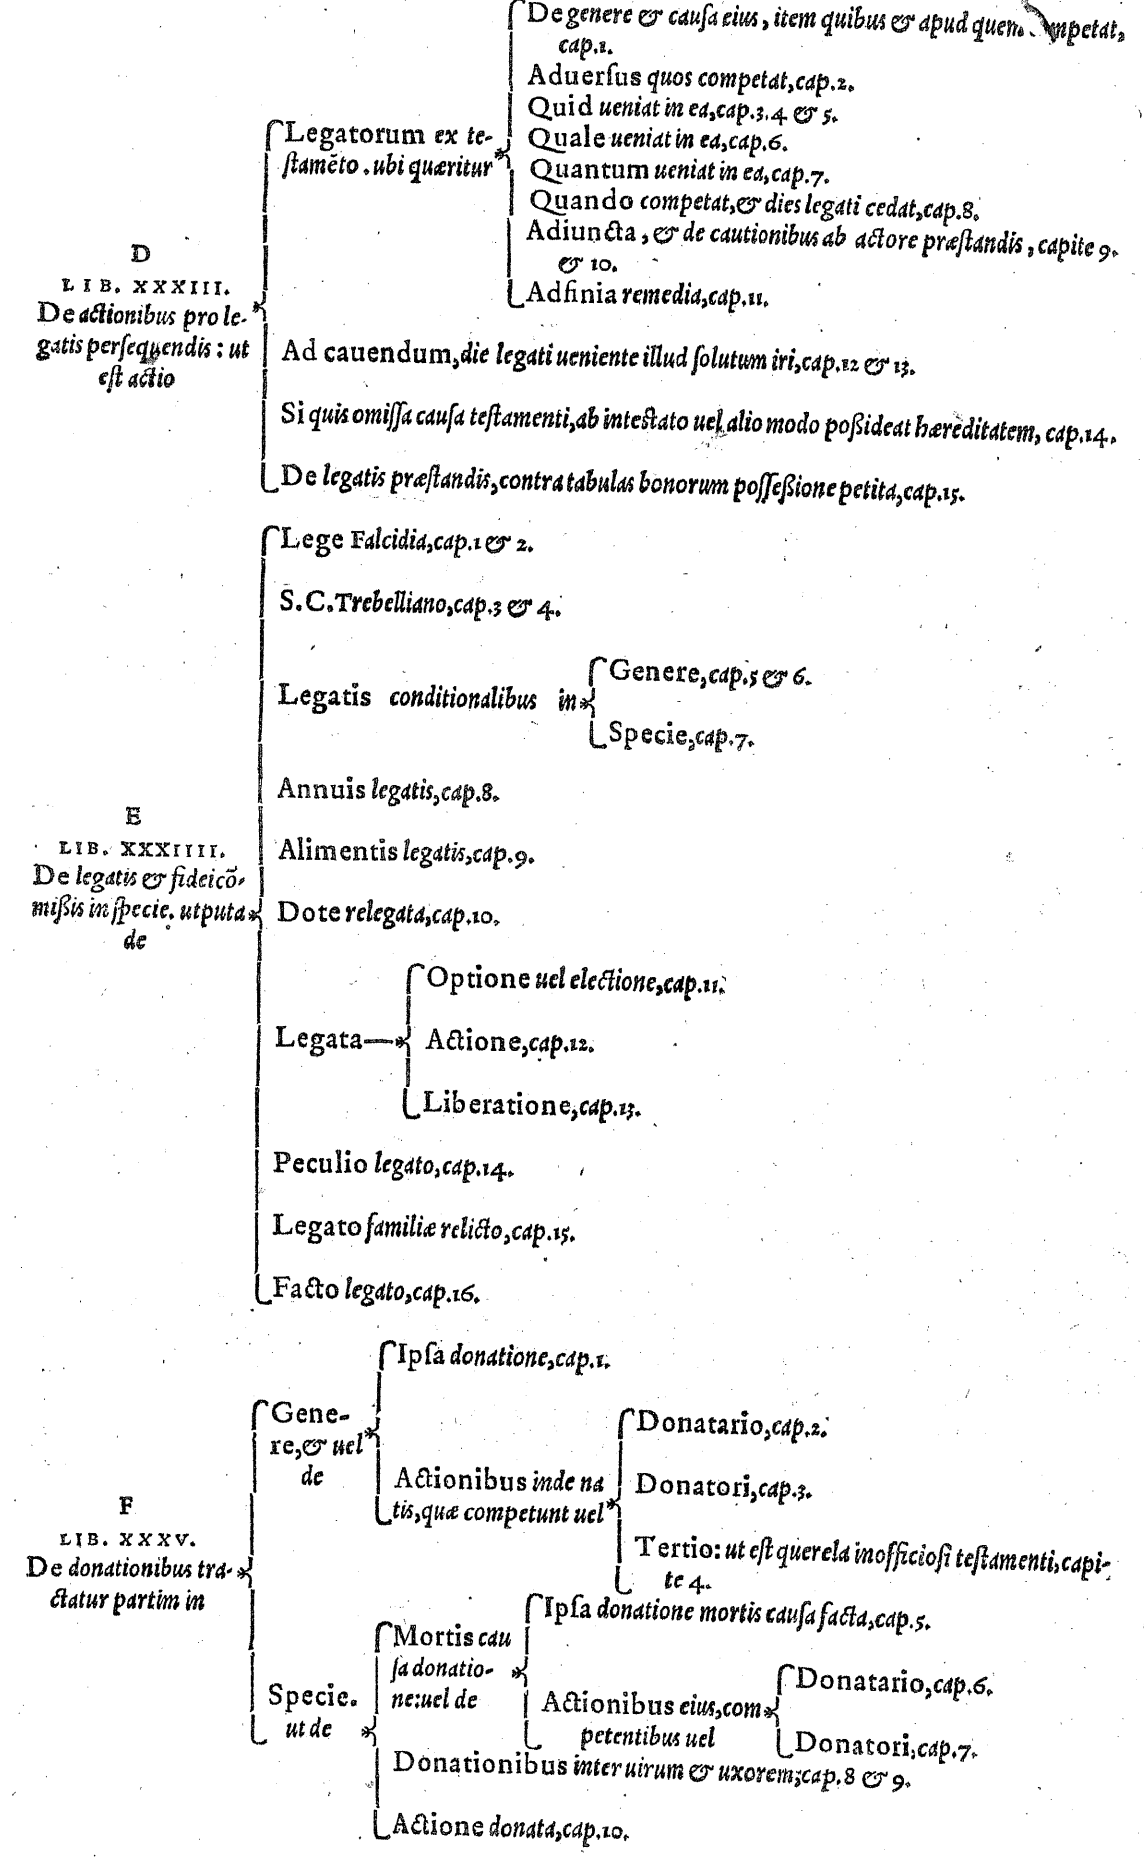 De genere & cauſa eius, item quibus & apud quem
cap.1.
Aduerſus quos competat, cap.2.
Quid ueniat in ea, cap.3.4 & 5.
Quale ueniat in ea, cap.6.
Legatorum ex te-
ſtamẽto. ubi quæritur
Quantum ueniat in ea, cap.7.
Quando competat, & dies legati cedat, cap.8.
Adiuncta, & de cautionibus ab actore præſtandis, capite 9.
& 10.
Adfinia remedia, cap.11.
D
LIB. XXXIII.
De actionibus pro le-
gatis perſequendis: ut
eſt actio
Ad cauendum, die legati ueniente illud ſolutum iri, cap.12 & 13.
Si quis omiſſa cauſa teſtamenti, ab inteſtato uel alio modo poßideat hæreditatem, cap.14.
De legatis præſtandis, contra tabulas bonorum poſſeßione petita, cap.15.
Lege Falcidia, cap.1 & 2.
S.C. Trebelliano, cap.3 & 4.
Legatis conditionalibus in
Genere, cap.5 & 6.
Specie, cap.7.
Annuis legatis, cap.8.
E
LIB. XXXIIII.
De legatis & fideicõ-
mißis in ſpecie. utputa
de
Alimentis legatis, cap.9.
Dote relegata, cap.10.
Legata
Optione uel electione, cap.11.
Actione, cap.12.
Liberatione, cap.13.
Peculio legato, cap.14.
Legato familiæ relicto, cap.15.
Facto legato, cap.16.
F
LIB. XXXV.
De donationibus tra-
ctatur partim in
Gene-
re, & uel
de
Ipſa donatione, cap.1.
Actionibus inde na
tis, quæ competunt uel
Donatario, cap.2.
Donatori, cap.3.
Tertio: ut eſt querela inofficioſi teſtamenti, capi-
te 4.
Specie.
ut de
Mortis cau
ſa donatio-
ne: uel de
Ipſa donatione mortis cauſa facta, cap.5.
Actionibus eius, com
petentibus uel
Donatario, cap.6.
Donatori, cap.7.
Donationibus inter uirum & uxorem; cap.8 & 9.
Actione donata, cap.10.